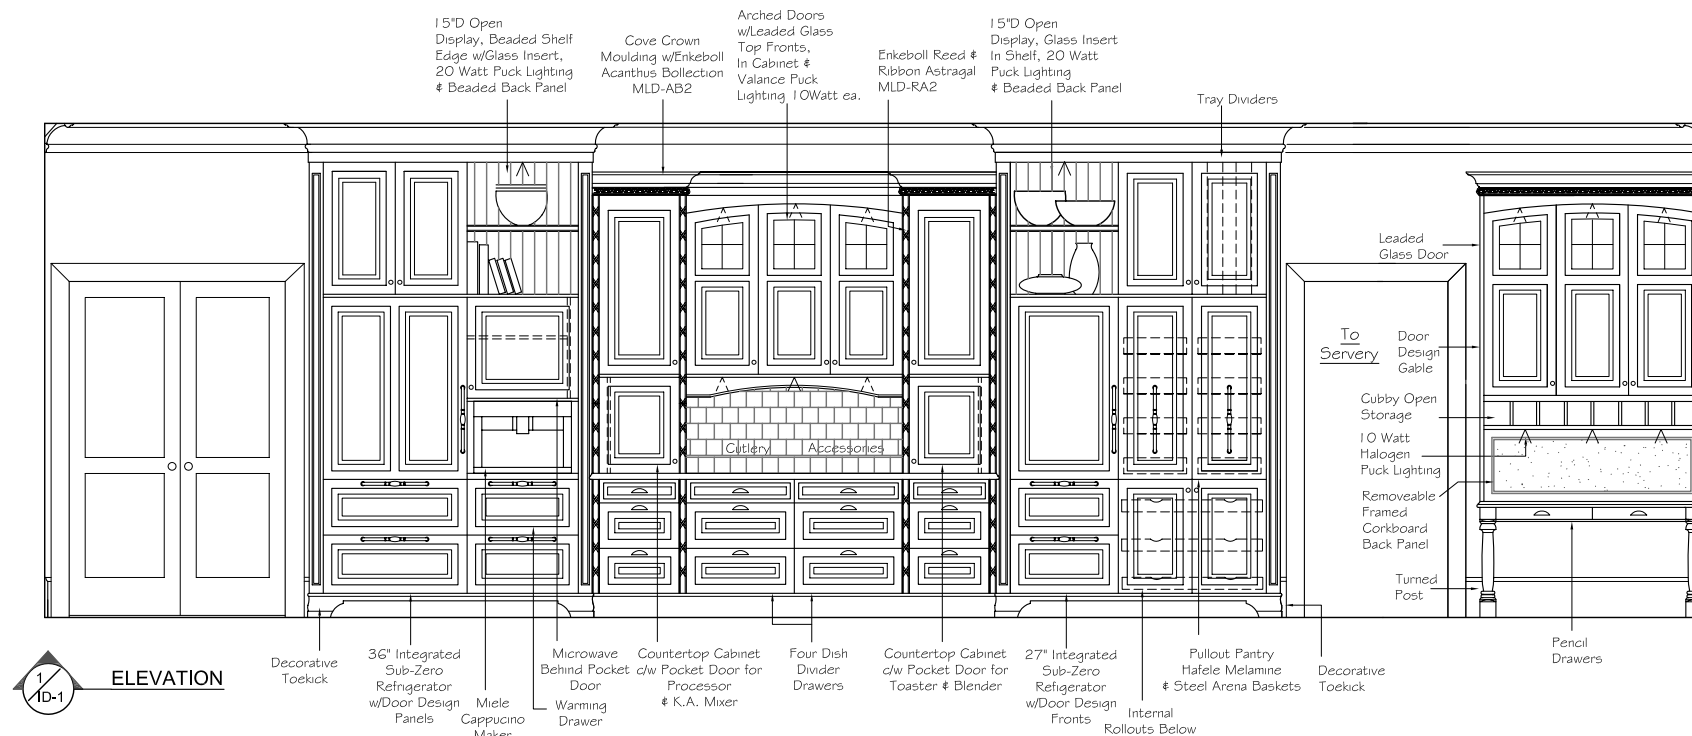 15"D Open
Display, Beaded Shelf
Edge w/Glass Insert,
20 Watt Puck Lighting
& Beaded Back Panel
Cove Crown
Moulding w/Enkeboll
Acanthus Bollection
MLD-AB2
Arched Doors
w/Leaded Glass
Top Fronts,
In Cabinet &
Valance Puck
Lighting 10Watt ea.
Enkeboll Reed &
Ribbon Astragal
MLD-RA2
15"D Open
Display, Glass Insert
In Shelf, 20 Watt
Puck Lighting
& Beaded Back Panel
Tray Dividers
Leaded
Glass Door
To
Servery
Door
Design
Gable
Cubby Open
Storage
10 Watt
Halogen
Puck Lighting
Removeable
Framed
Corkboard
Back Panel
Turned
Post
Cutlery
Accessories
1
ID-1
ELEVATION
Decorative
Toekick
36" Integrated
Sub-Zero
Refrigerator
w/Door Design
Panels
Miele
Cappucino
Maker
Warming
Drawer
Microwave
Behind Pocket
Door
Countertop Cabinet
c/w Pocket Door for
Processor
& K.A. Mixer
Four Dish
Divider
Drawers
Countertop Cabinet
c/w Pocket Door for
Toaster & Blender
27" Integrated
Sub-Zero
Refrigerator
w/Door Design
Fronts
Internal
Rollouts Below
Pullout Pantry
Hafele Melamine
& Steel Arena Baskets
Decorative
Toekick
Pencil
Drawers